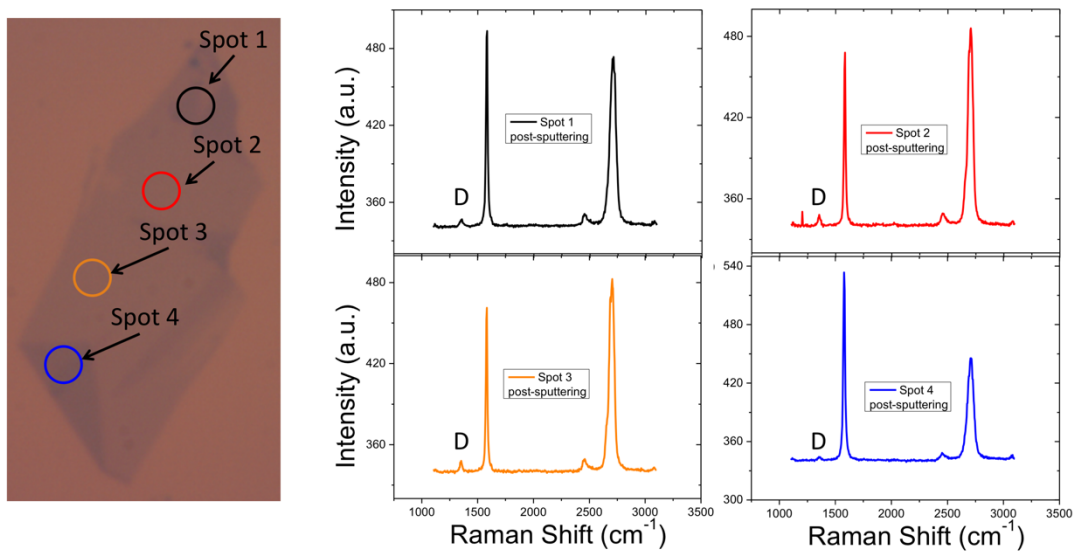 Spot 1
Spot 2
Spot 3
Spot 4
Intensity (a.u.)
480
420
360
D
Spot 1
post-sputtering
480
420
360
D
Spot 2
post-sputtering
Intensity (a.u.)
480
420
360
D
Spot 3
post-sputtering
1000 1500 2000 2500 3000 3500
Raman Shift (cm⁻¹)
540
480
420
360
300
D
Spot 4
post-sputtering
1000 1500 2000 2500 3000 3500
Raman Shift (cm⁻¹)